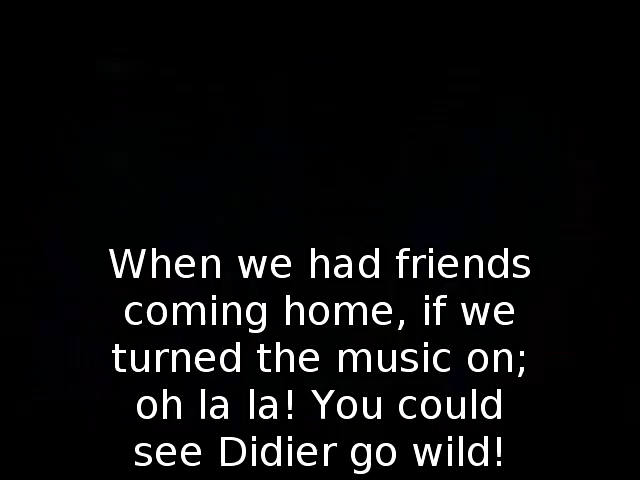 When we had friends
coming home, if we
turned the music on;
oh la la! You could
see Didier go wild!